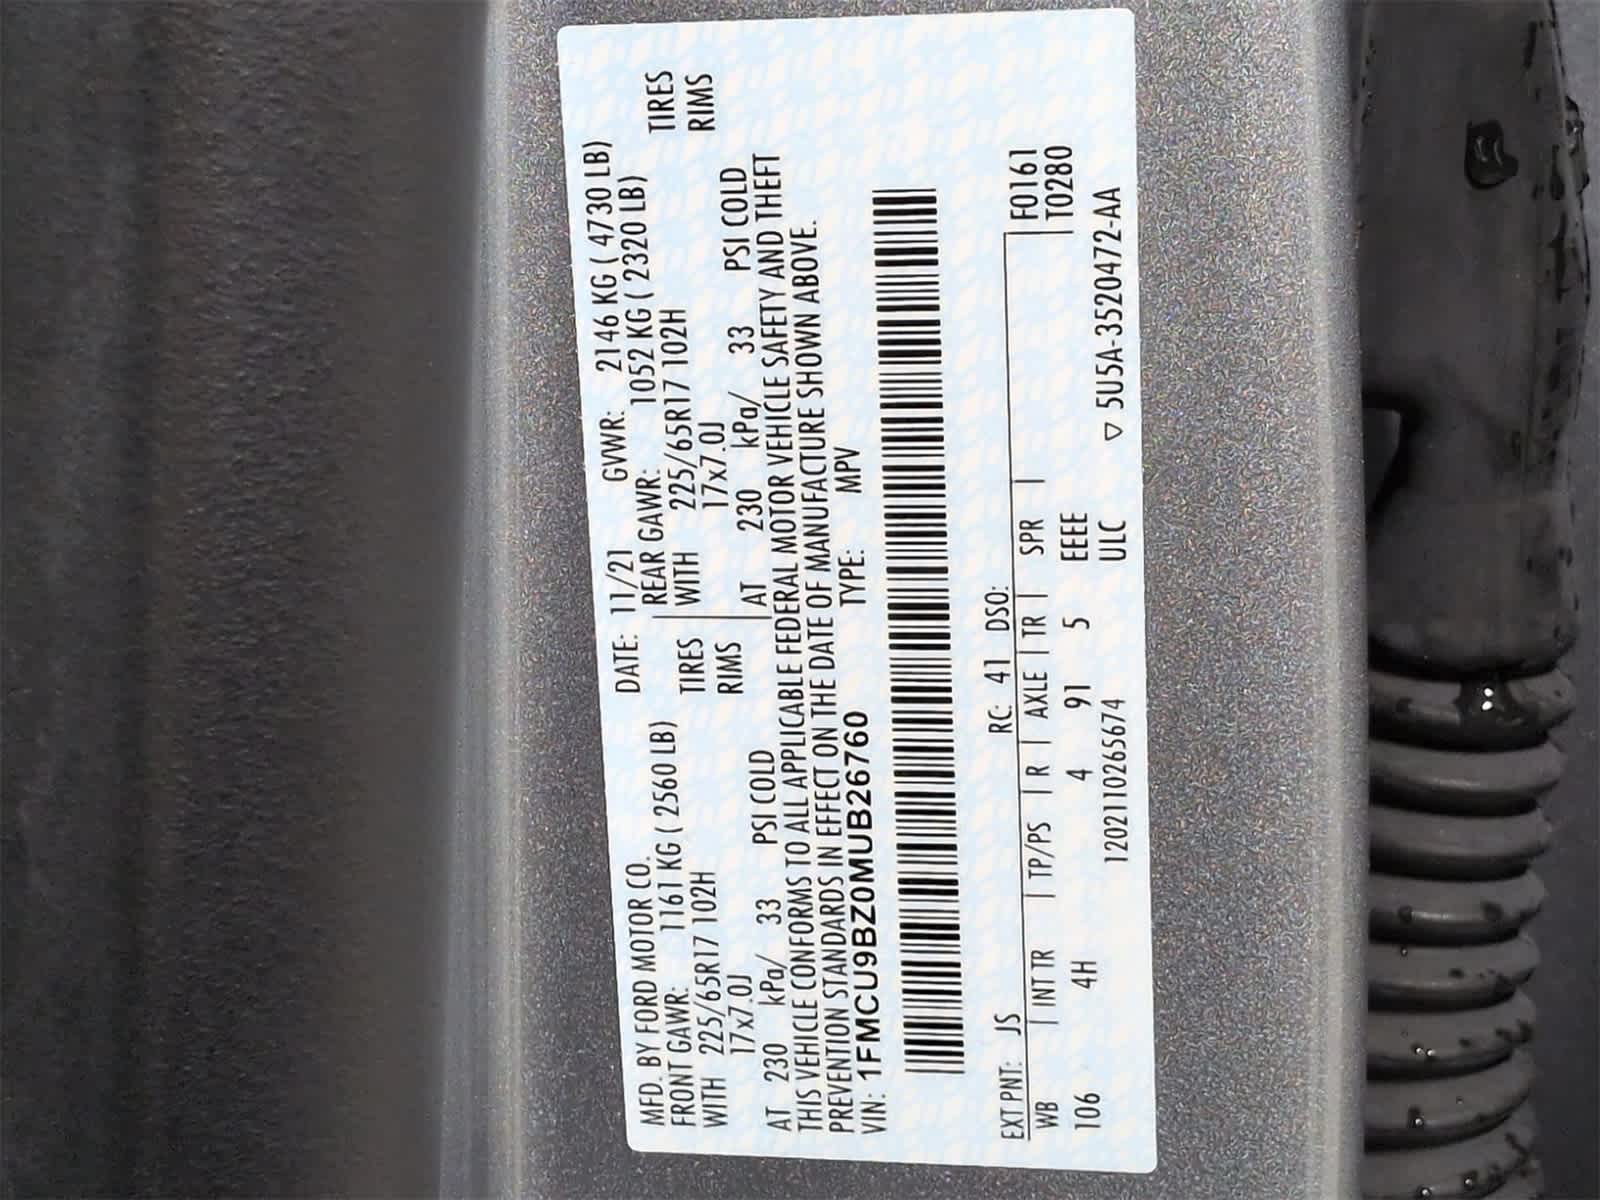 MFD. BY FORD MOTOR CO. DATE: 11/21 GVWR: 2146 KG ( 4730 LB)
FRONT GAWR: 1161 KG ( 2560 LB) REAR GAWR: 1052 KG ( 2320 LB)
WITH 225/65R17 102H TIRES WITH 225/65R17 102H TIRES
17x7.0J RIMS 17x7.0J RIMS
AT 230 kPa/ 33 PSI COLD AT 230 kPa/ 33 PSI COLD
THIS VEHICLE CONFORMS TO ALL APPLICABLE FEDERAL MOTOR VEHICLE SAFETY AND THEFT
PREVENTION STANDARDS IN EFFECT ON THE DATE OF MANUFACTURE SHOWN ABOVE.
VIN: 1FMCU9BZ0MUB26760 TYPE: MPV
EXT PNT: JS RC: 41 DSO: F0161
WB INT TR TP/PS R AXLE TR SPR T0280
106 4H 4 91 5 EEEE
1202110265674 ULC ▽ 5U5A-3520472-AA